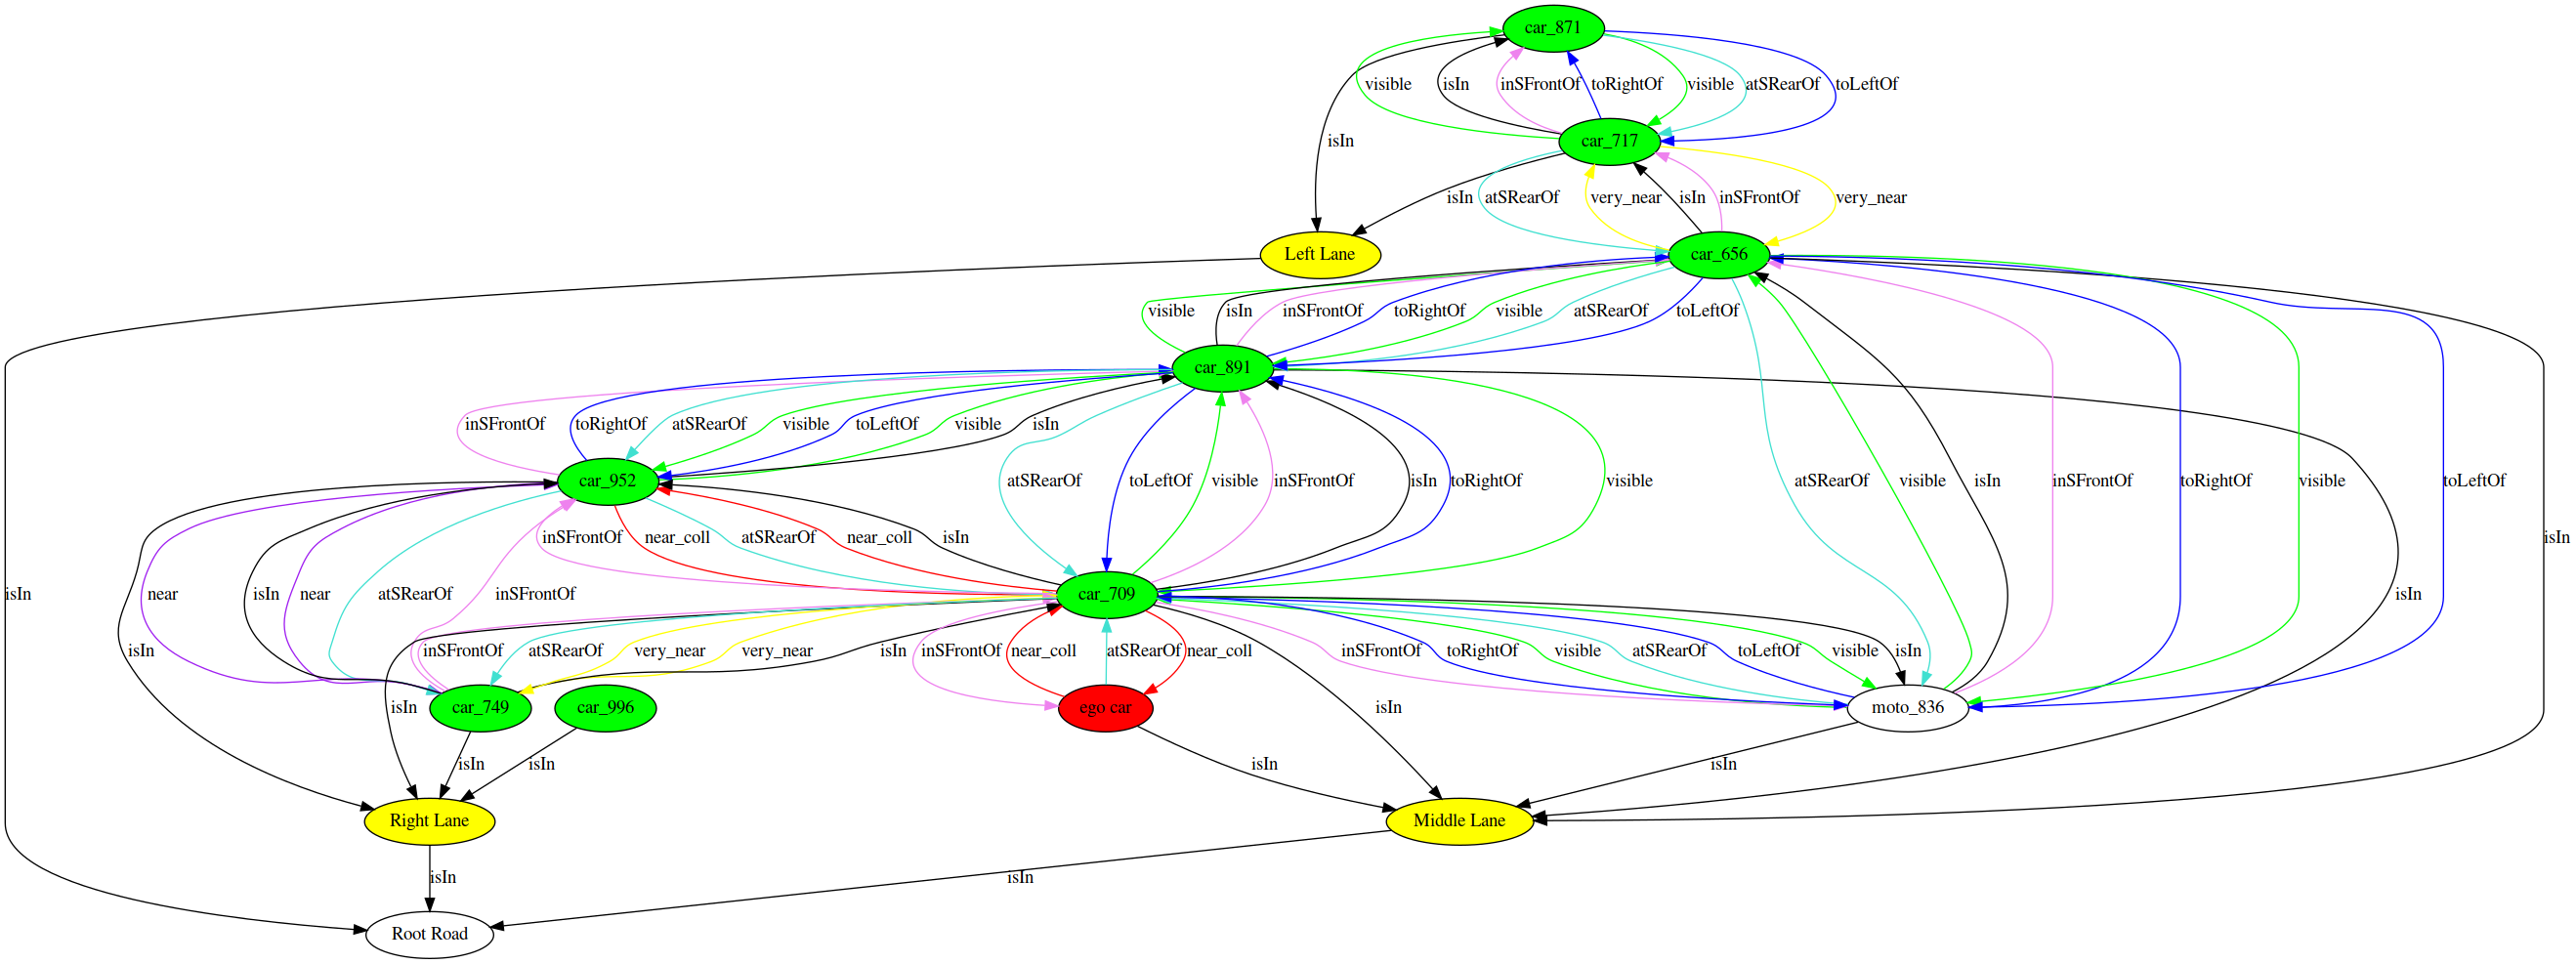 car_871
visible isIn inSFrontOf toRightOf visible atSRearOf toLeftOf
isIn
car_717
isIn atSRearOf very_near isIn inSFrontOf very_near
Left Lane car_656
visible isIn inSFrontOf toRightOf visible atSRearOf toLeftOf
car_891
inSFrontOf toRightOf atSRearOf visible toLeftOf visible isIn
car_952 atSRearOf toLeftOf visible inSFrontOf isIn toRightOf visible atSRearOf visible isIn inSFrontOf toRightOf visible toLeftOf
inSFrontOf near_coll atSRearOf near_coll isIn isIn
isIn near isIn near atSRearOf inSFrontOf car_709 isIn
isIn inSFrontOf atSRearOf very_near very_near isIn inSFrontOf near_coll atSRearOf near_coll inSFrontOf toRightOf visible atSRearOf toLeftOf visible isIn
isIn car_749 car_996 ego car isIn moto_836
isIn isIn isIn isIn
Right Lane Middle Lane
isIn isIn
Root Road